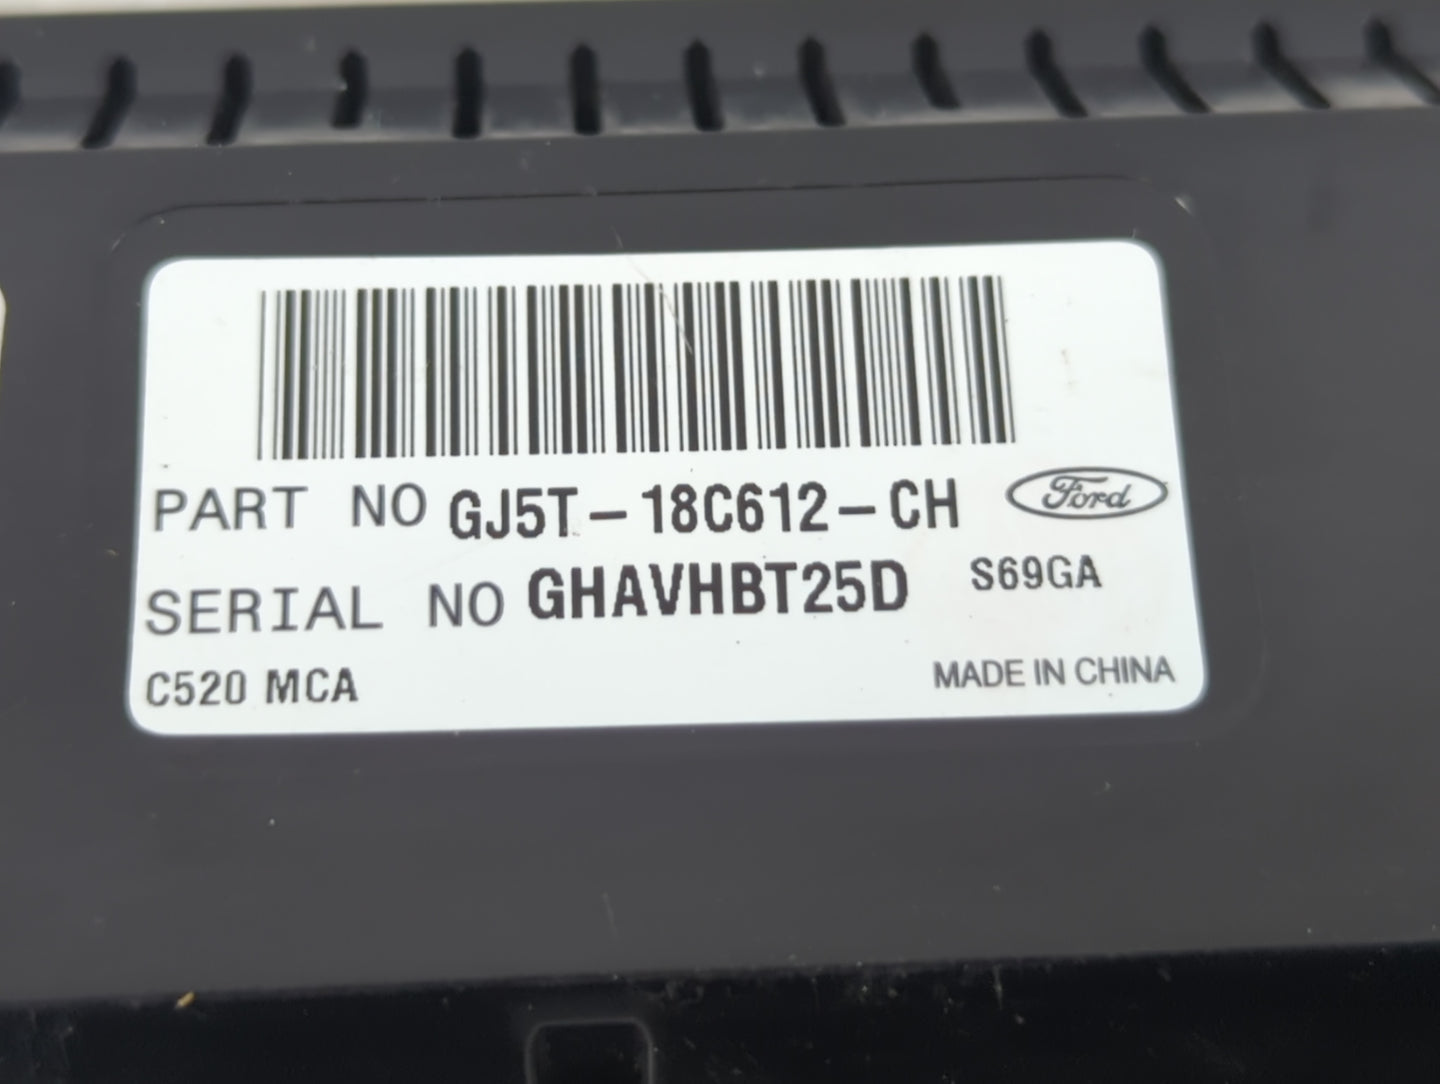 PART NO GJ5T-18C612-CH Ford
SERIAL NO GHAVHBT25D S69GA
C520 MCA MADE IN CHINA